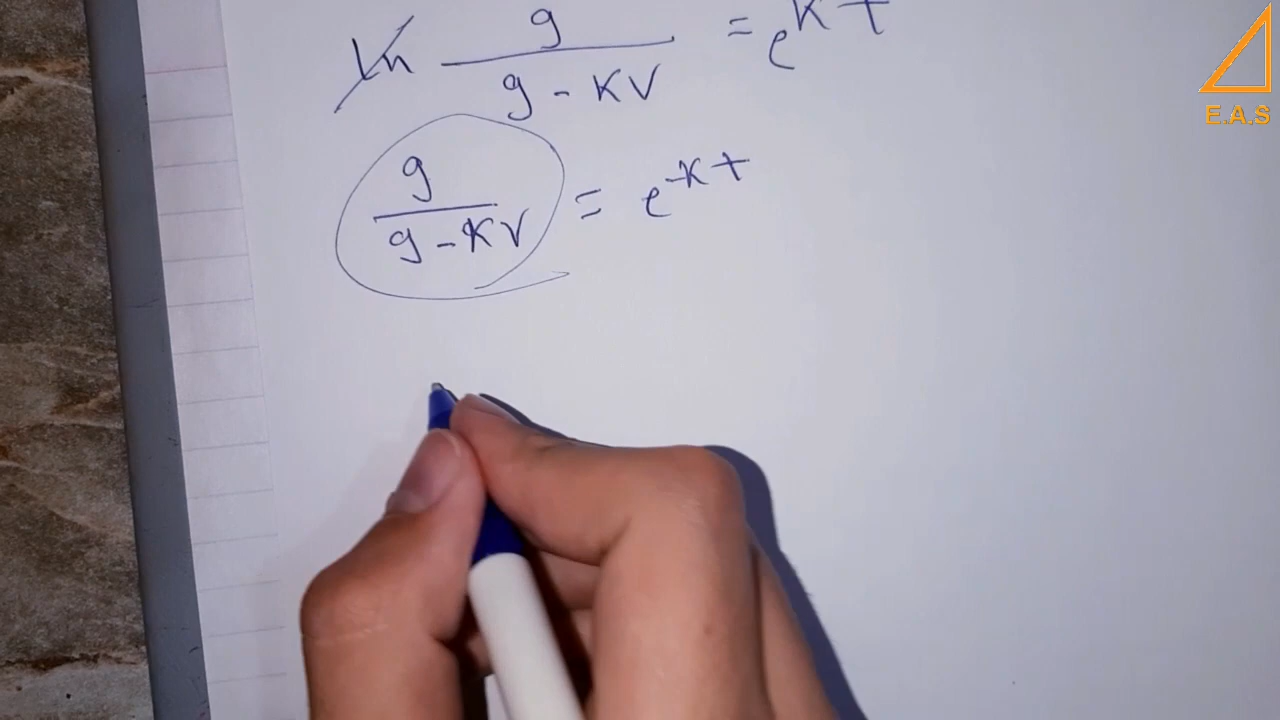 ln g/(g - KV) = e^Kt
g/(g - KV) = e^-Kt
E.A.S